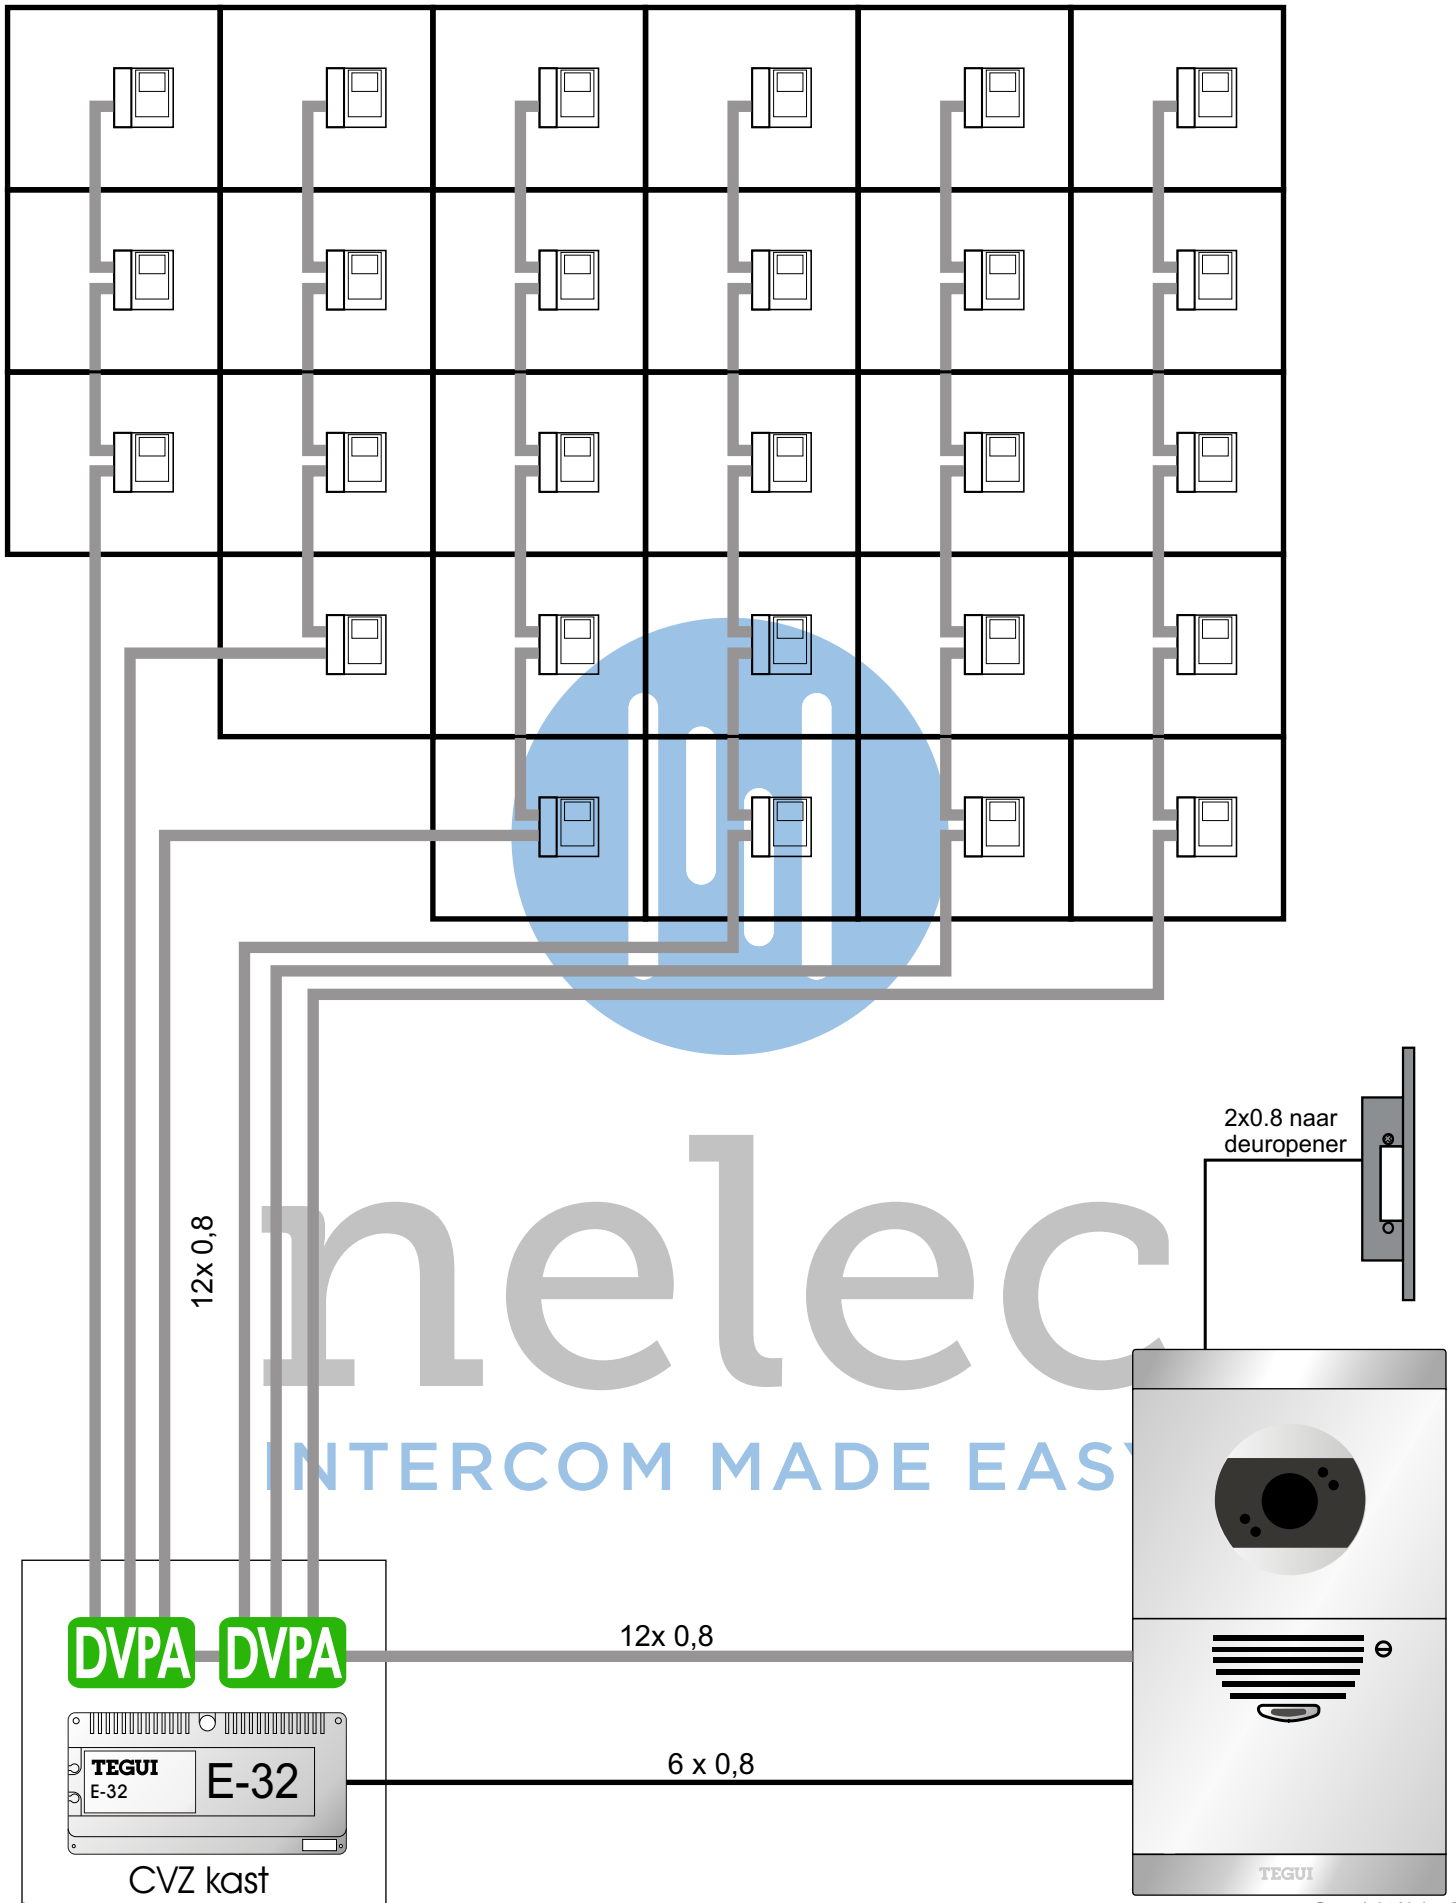 2x0.8 naar
deuropener
12x 0,8
nelec
INTERCOM MADE EASY
DVPA DVPA
12x 0,8
TEGUI
E-32
E-32
6 x 0,8
CVZ kast
TEGUI